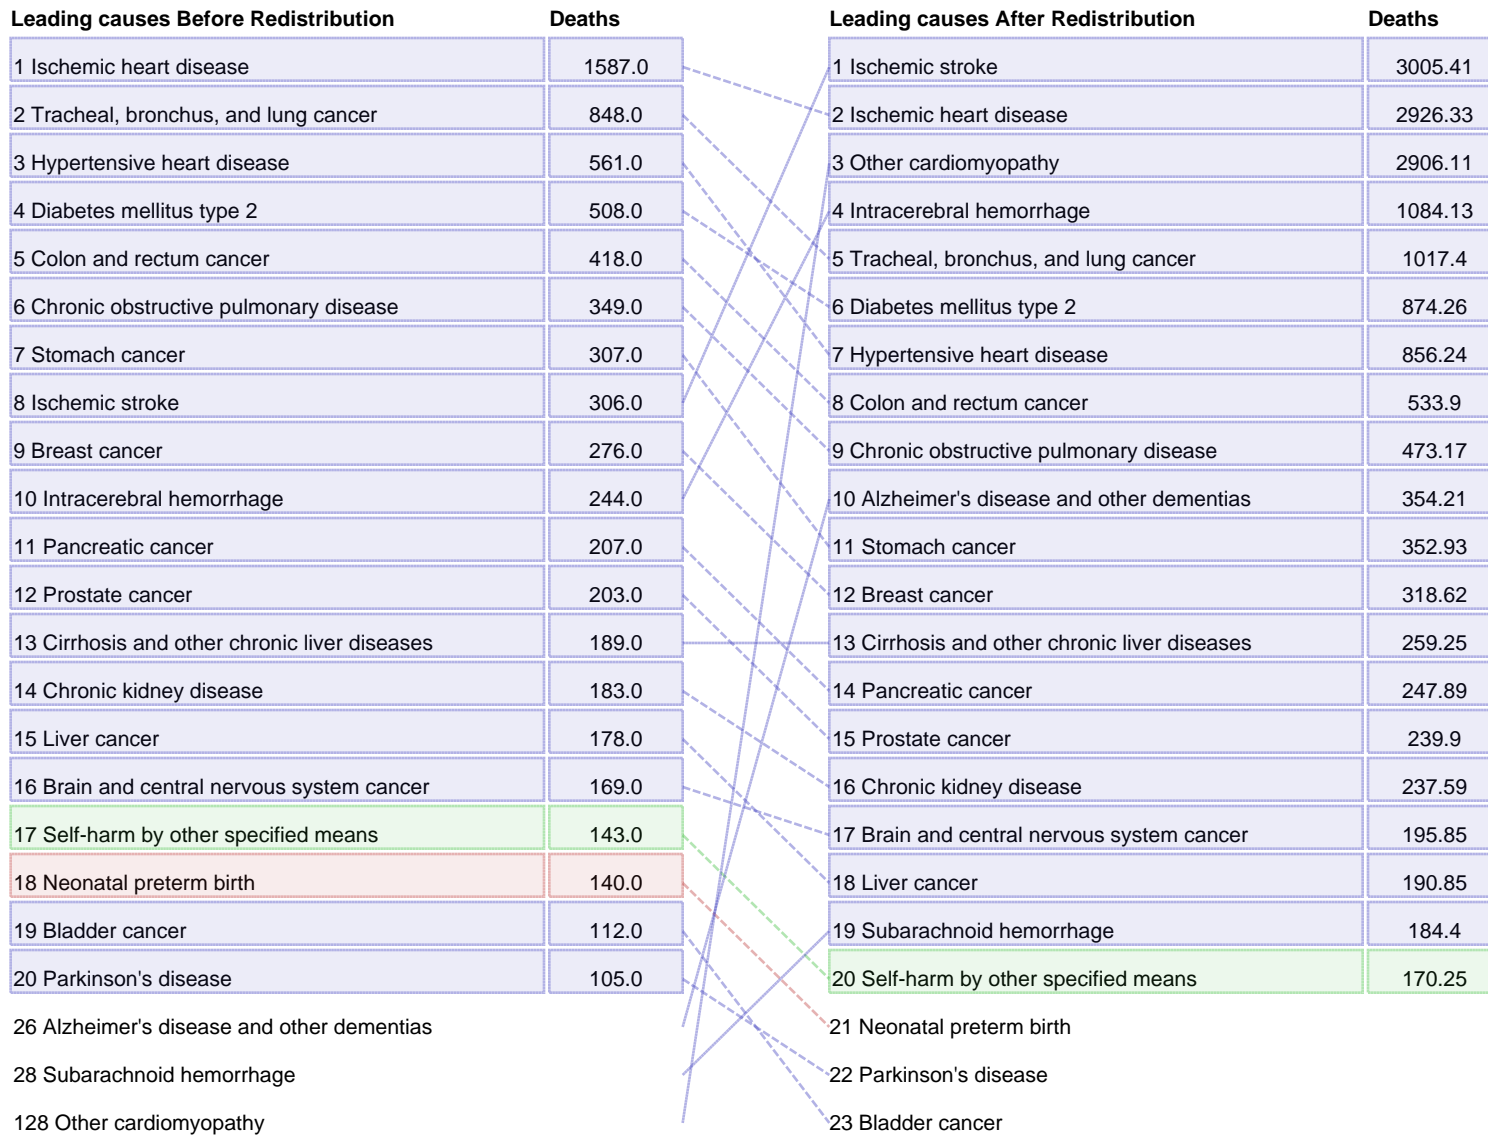 Leading causes Before Redistribution Deaths Leading causes After Redistribution Deaths
1 Ischemic heart disease 1587.0 1 Ischemic stroke 3005.41
2 Tracheal, bronchus, and lung cancer 848.0 2 Ischemic heart disease 2926.33
3 Hypertensive heart disease 561.0 3 Other cardiomyopathy 2906.11
4 Diabetes mellitus type 2 508.0 4 Intracerebral hemorrhage 1084.13
5 Colon and rectum cancer 418.0 5 Tracheal, bronchus, and lung cancer 1017.4
6 Chronic obstructive pulmonary disease 349.0 6 Diabetes mellitus type 2 874.26
7 Stomach cancer 307.0 7 Hypertensive heart disease 856.24
8 Ischemic stroke 306.0 8 Colon and rectum cancer 533.9
9 Breast cancer 276.0 9 Chronic obstructive pulmonary disease 473.17
10 Intracerebral hemorrhage 244.0 10 Alzheimer's disease and other dementias 354.21
11 Pancreatic cancer 207.0 11 Stomach cancer 352.93
12 Prostate cancer 203.0 12 Breast cancer 318.62
13 Cirrhosis and other chronic liver diseases 189.0 13 Cirrhosis and other chronic liver diseases 259.25
14 Chronic kidney disease 183.0 14 Pancreatic cancer 247.89
15 Liver cancer 178.0 15 Prostate cancer 239.9
16 Brain and central nervous system cancer 169.0 16 Chronic kidney disease 237.59
17 Self-harm by other specified means 143.0 17 Brain and central nervous system cancer 195.85
18 Neonatal preterm birth 140.0 18 Liver cancer 190.85
19 Bladder cancer 112.0 19 Subarachnoid hemorrhage 184.4
20 Parkinson's disease 105.0 20 Self-harm by other specified means 170.25
26 Alzheimer's disease and other dementias 21 Neonatal preterm birth
28 Subarachnoid hemorrhage 22 Parkinson's disease
128 Other cardiomyopathy 23 Bladder cancer